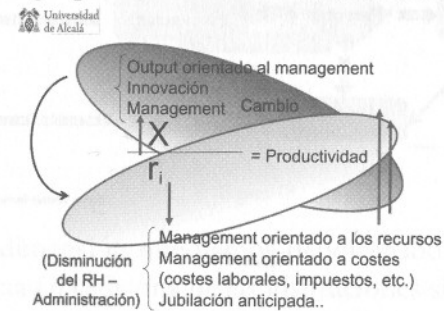 Universidad
de Alcalá
Output orientado al management
Innovación
Management Cambio
X
= Productividad
ri
Management orientado a los recursos
(Disminución Management orientado a costes
del RH – (costes laborales, impuestos, etc.)
Administración) Jubilación anticipada..